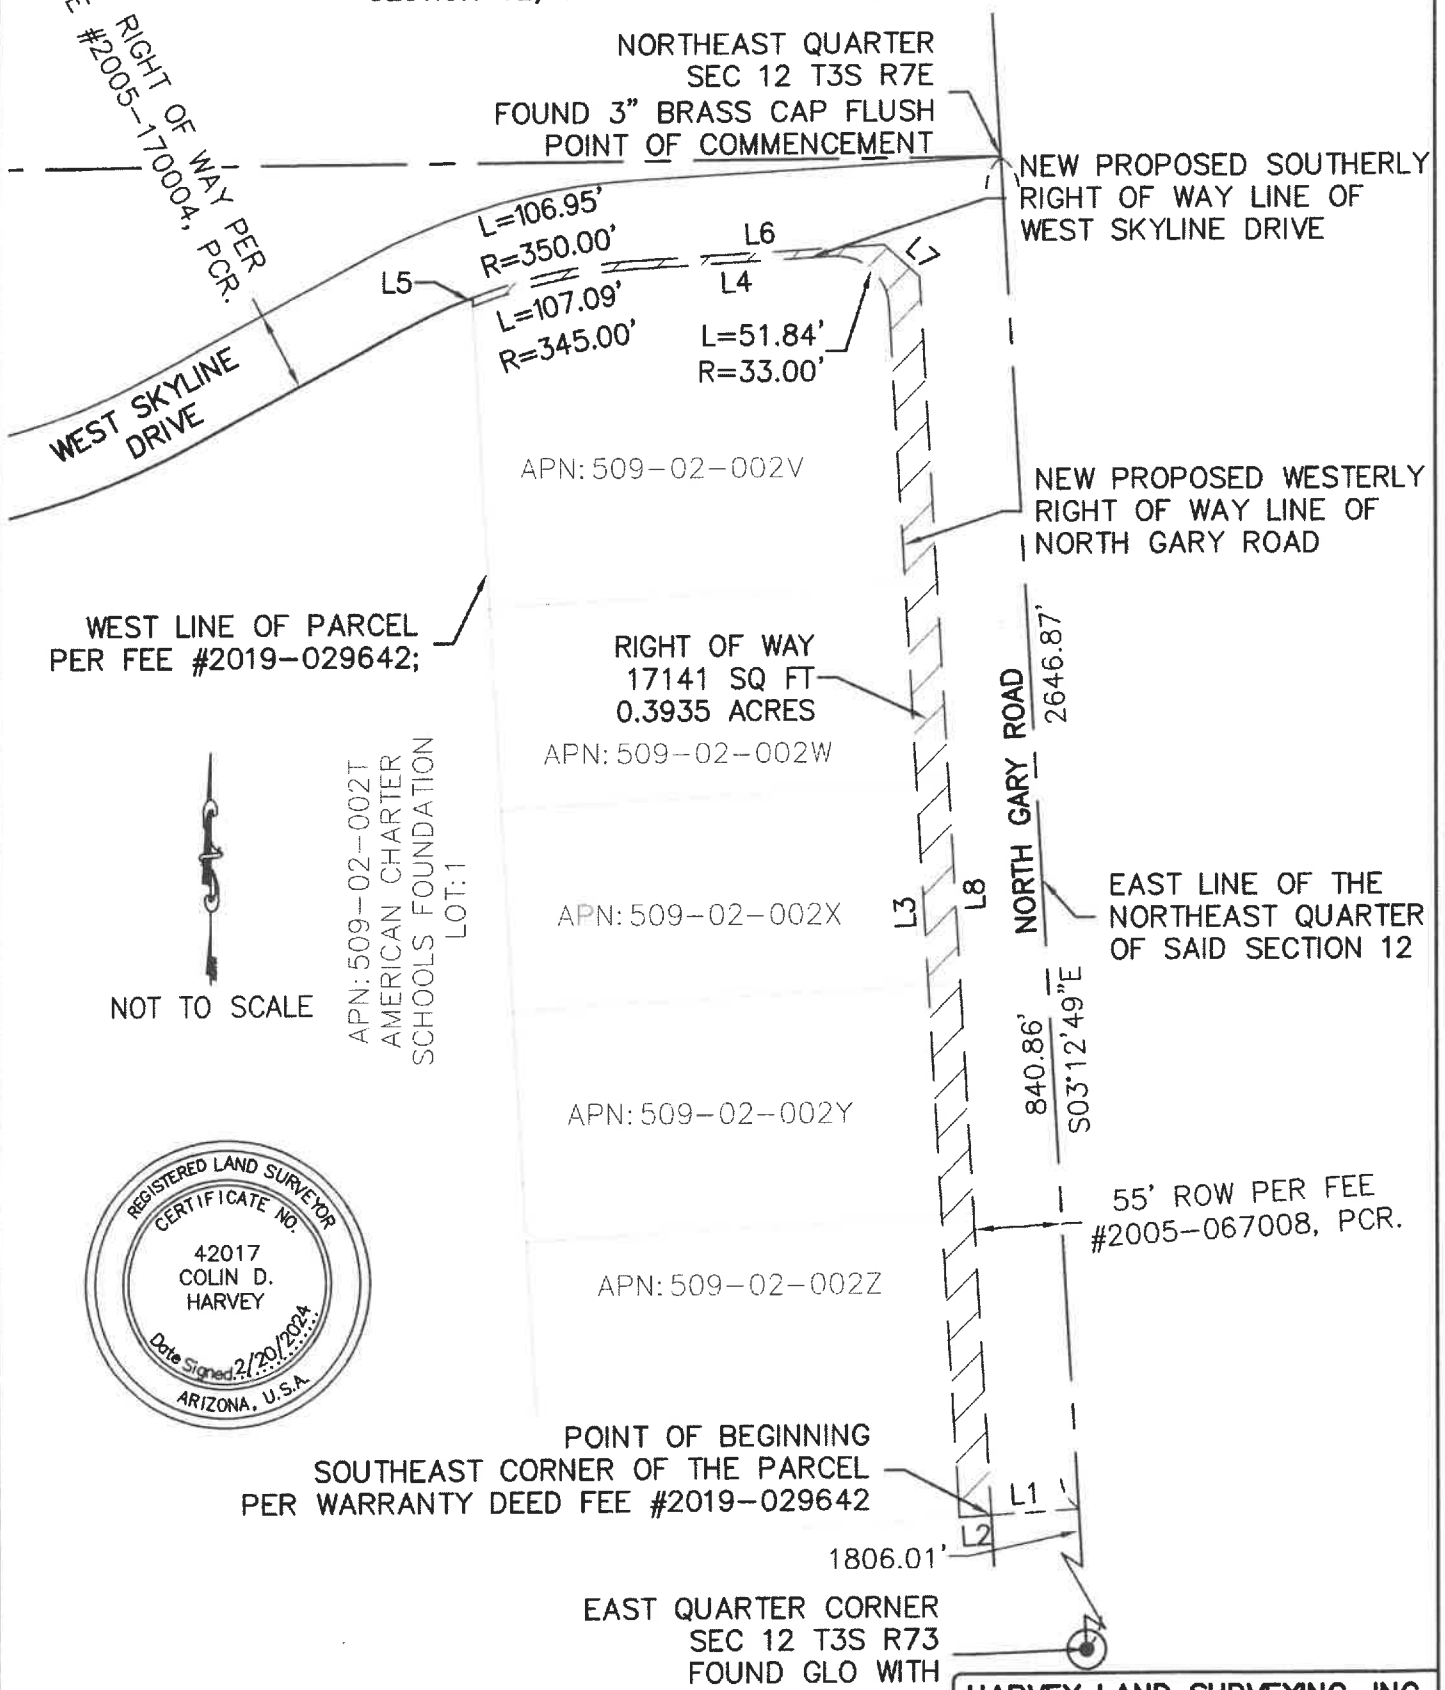 RIGHT OF WAY PER
#2005-170004, PCR.
NORTHEAST QUARTER
SEC 12 T3S R7E
FOUND 3" BRASS CAP FLUSH
POINT OF COMMENCEMENT
NEW PROPOSED SOUTHERLY
RIGHT OF WAY LINE OF
WEST SKYLINE DRIVE
L=106.95'
R=350.00'
L6
L7
L5
L4
L=107.09'
R=345.00'
L=51.84'
R=33.00'
WEST SKYLINE
DRIVE
APN: 509-02-002V
NEW PROPOSED WESTERLY
RIGHT OF WAY LINE OF
NORTH GARY ROAD
WEST LINE OF PARCEL
PER FEE #2019-029642;
RIGHT OF WAY
17141 SQ FT
0.3935 ACRES
NORTH GARY ROAD
2646.87'
APN: 509-02-002W
APN: 509-02-002T
AMERICAN CHARTER
SCHOOLS FOUNDATION
LOT: 1
NOT TO SCALE
APN: 509-02-002X
L3
L8
EAST LINE OF THE
NORTHEAST QUARTER
OF SAID SECTION 12
840.86'
S03°12'49"E
APN: 509-02-002Y
55' ROW PER FEE
#2005-067008, PCR.
REGISTERED LAND SURVEYOR
CERTIFICATE NO.
42017
COLIN D.
HARVEY
Date Signed 2/20/2024
ARIZONA, U.S.A.
APN: 509-02-002Z
POINT OF BEGINNING
SOUTHEAST CORNER OF THE PARCEL
PER WARRANTY DEED FEE #2019-029642
L1
L2
1806.01'
EAST QUARTER CORNER
SEC 12 T3S R73
FOUND GLO WITH
HARVEY LAND SURVEYING, INC